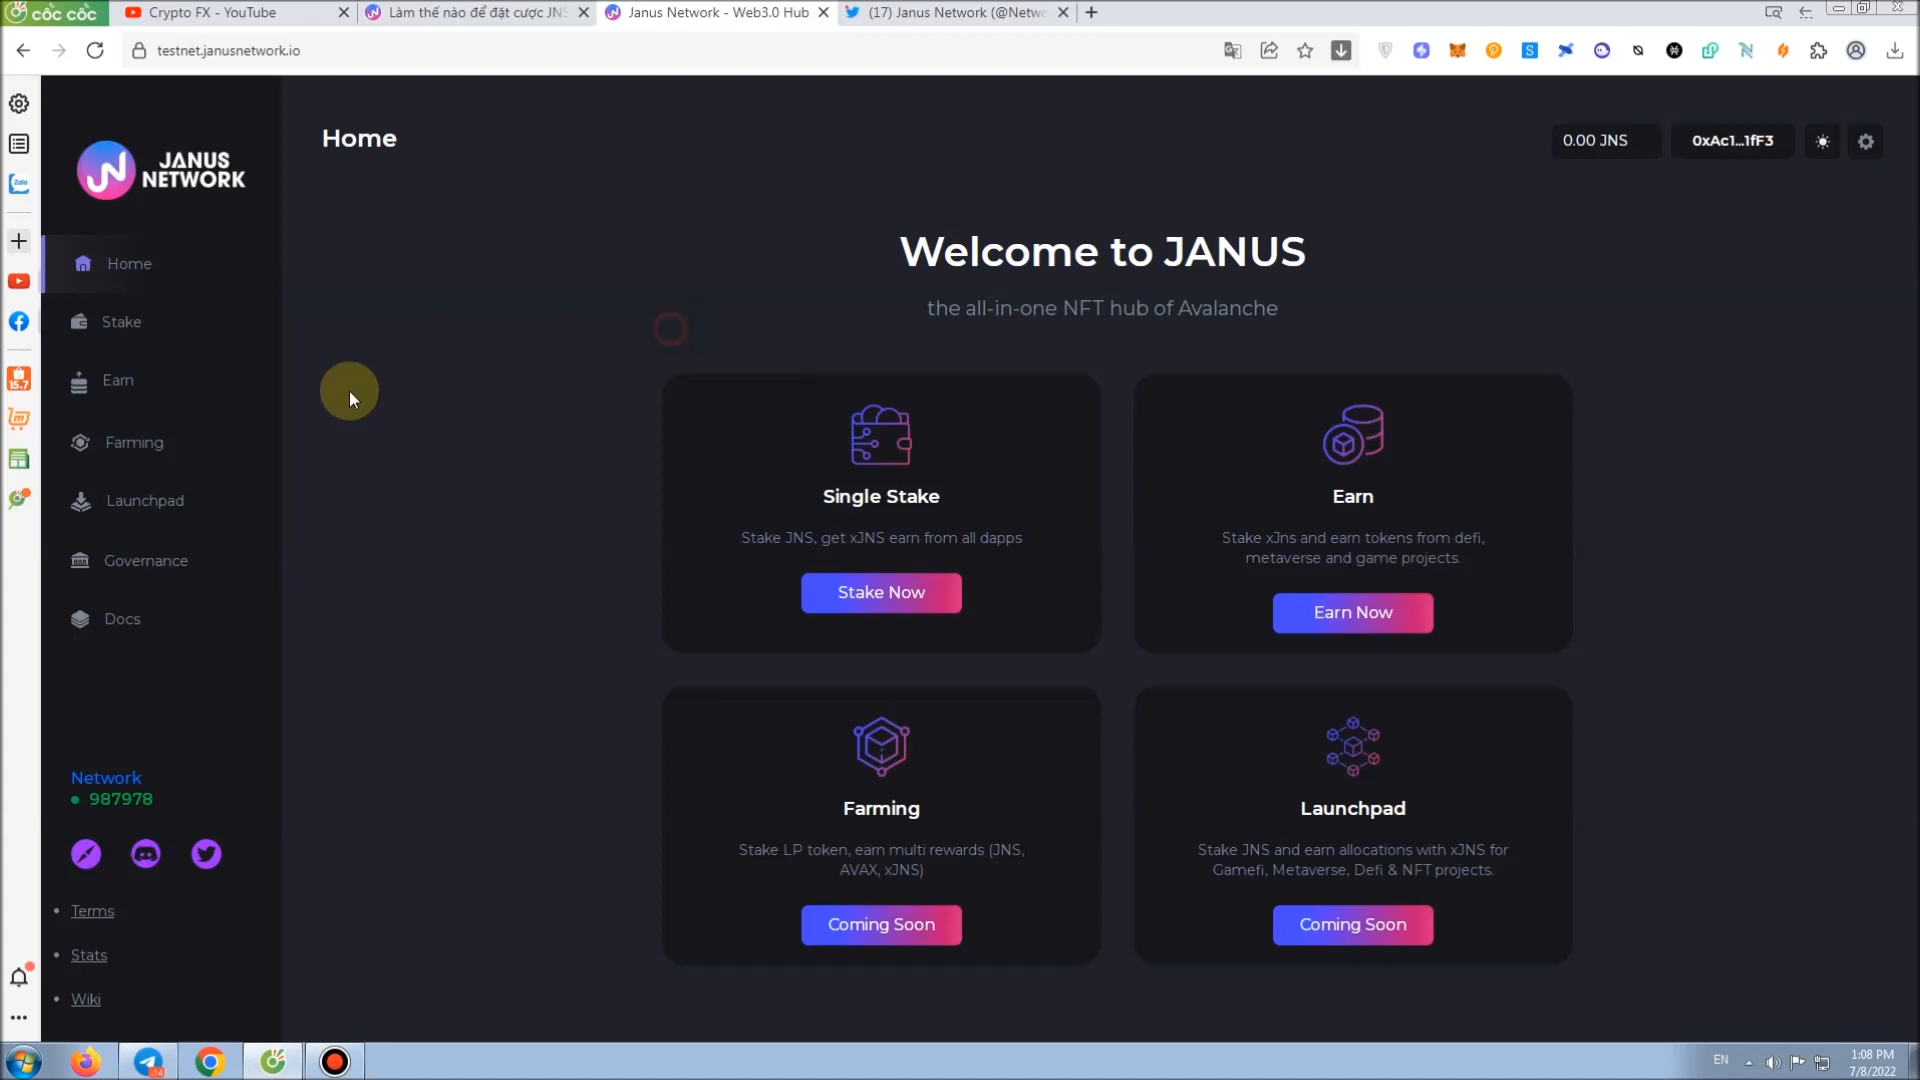 cốc cốc
Crypto FX - YouTube
Làm thế nào để đặt cược JNS
Janus Network - Web3.0 Hub
(17) Janus Network (@Netwo
testnet.janusnetwork.io
Zalo
15.7
JANUS
NETWORK
Home
Stake
Earn
Farming
Launchpad
Governance
Docs
Network
987978
Terms
Stats
Wiki
Home
0.00 JNS
0xAc1...1fF3
Welcome to JANUS
the all-in-one NFT hub of Avalanche
Single Stake
Stake JNS, get xJNS earn from all dapps
Stake Now
Earn
Stake xJns and earn tokens from defi,
metaverse and game projects.
Earn Now
Farming
Stake LP token, earn multi rewards (JNS,
AVAX, xJNS)
Coming Soon
Launchpad
Stake JNS and earn allocations with xJNS for
Gamefi, Metaverse, Defi & NFT projects.
Coming Soon
14
EN
1:08 PM
7/8/2022